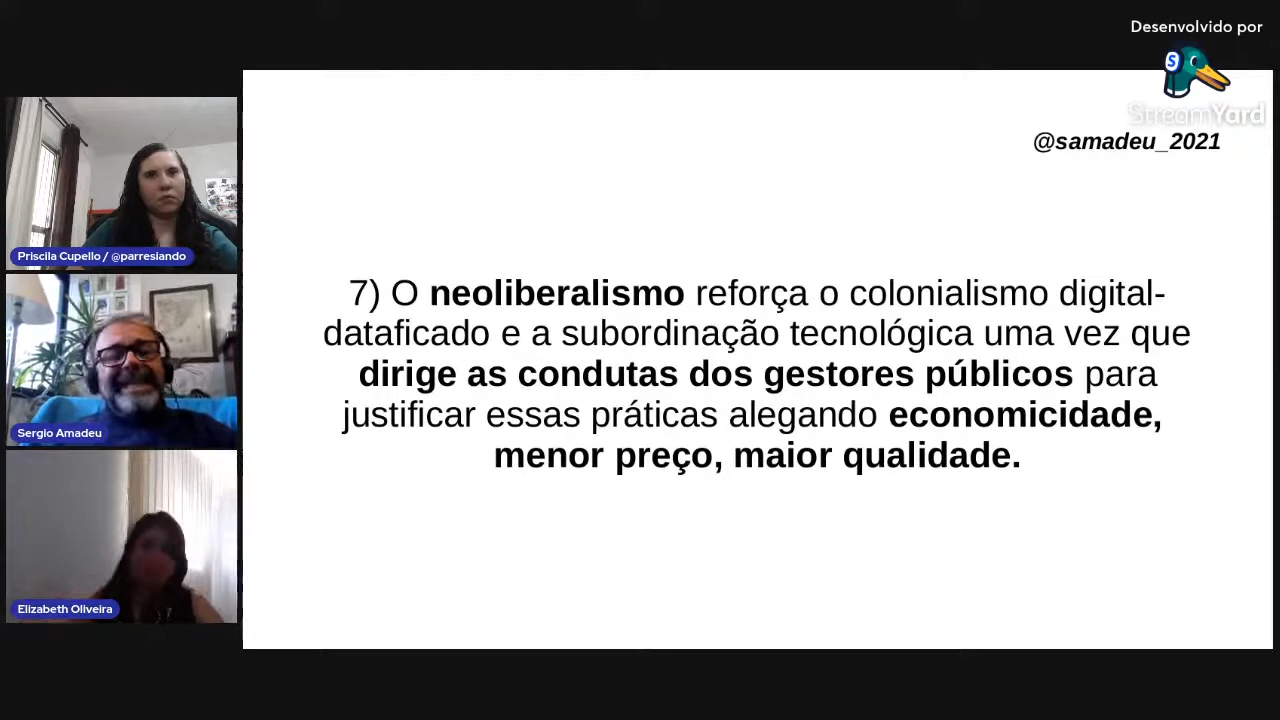 Desenvolvido por
StreamYard
@samadeu_2021
Priscila Cupello / @parresiando
Sergio Amadeu
Elizabeth Oliveira
7) O neoliberalismo reforça o colonialismo digital-
dataficado e a subordinação tecnológica uma vez que
dirige as condutas dos gestores públicos para
justificar essas práticas alegando economicidade,
menor preço, maior qualidade.